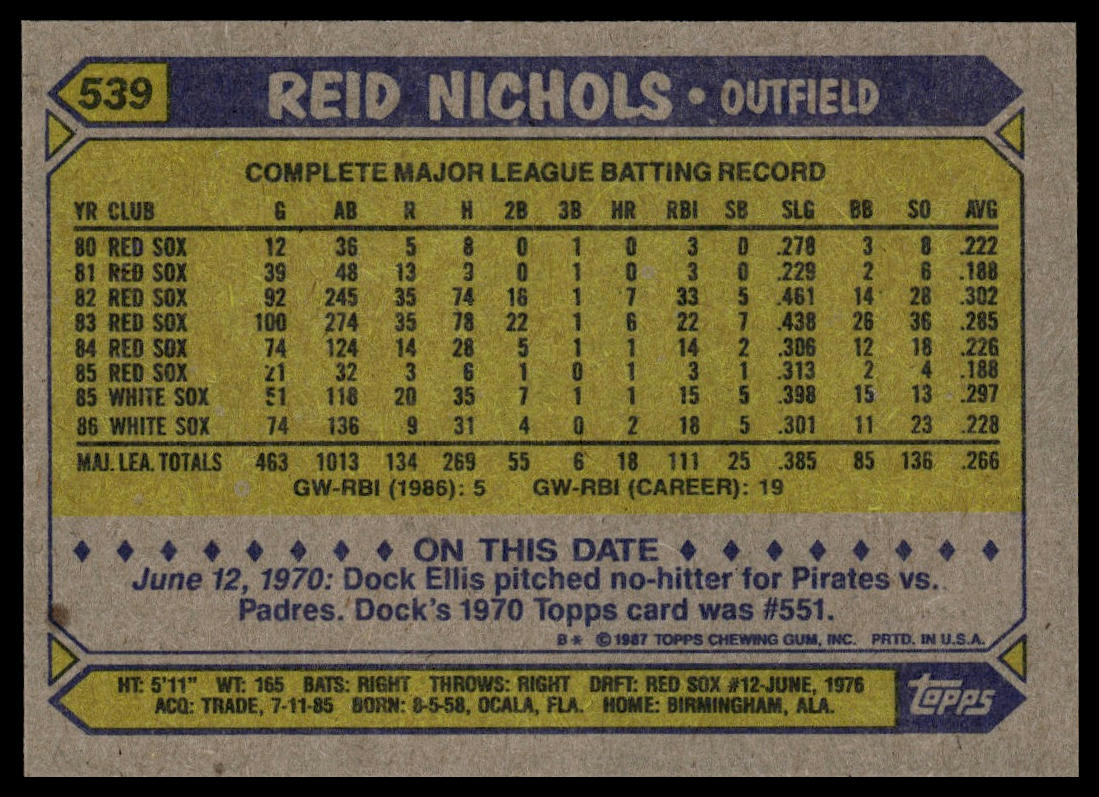 539 REID NICHOLS • OUTFIELD
COMPLETE MAJOR LEAGUE BATTING RECORD
YR CLUB G AB R H 2B 3B HR RBI SB SLG BB SO AVG
80 RED SOX 12 36 5 8 0 1 0 3 0 .278 3 8 .222
81 RED SOX 39 48 13 9 0 1 0 3 0 .229 2 6 .188
82 RED SOX 92 245 35 74 16 1 7 33 5 .461 14 28 .302
83 RED SOX 100 274 35 78 22 1 6 22 7 .438 26 36 .285
84 RED SOX 74 124 14 28 5 1 1 14 2 .306 12 18 .226
85 RED SOX 21 32 3 6 1 0 1 3 1 .313 2 4 .188
85 WHITE SOX 51 118 20 35 7 1 1 15 5 .398 15 13 .297
86 WHITE SOX 74 136 9 31 4 0 2 18 5 .301 11 23 .228
MAJ. LEA. TOTALS 463 1013 134 269 55 6 18 111 25 .385 85 136 .266
GW-RBI (1986): 5 GW-RBI (CAREER): 19
ON THIS DATE
June 12, 1970: Dock Ellis pitched no-hitter for Pirates vs.
Padres. Dock's 1970 Topps card was #551.
B* © 1987 TOPPS CHEWING GUM, INC. PRTD. IN U.S.A.
HT: 5'11" WT: 165 BATS: RIGHT THROWS: RIGHT DRFT: RED SOX #12-JUNE, 1976
ACQ: TRADE, 7-11-85 BORN: 8-5-58, OCALA, FLA. HOME: BIRMINGHAM, ALA.
topps